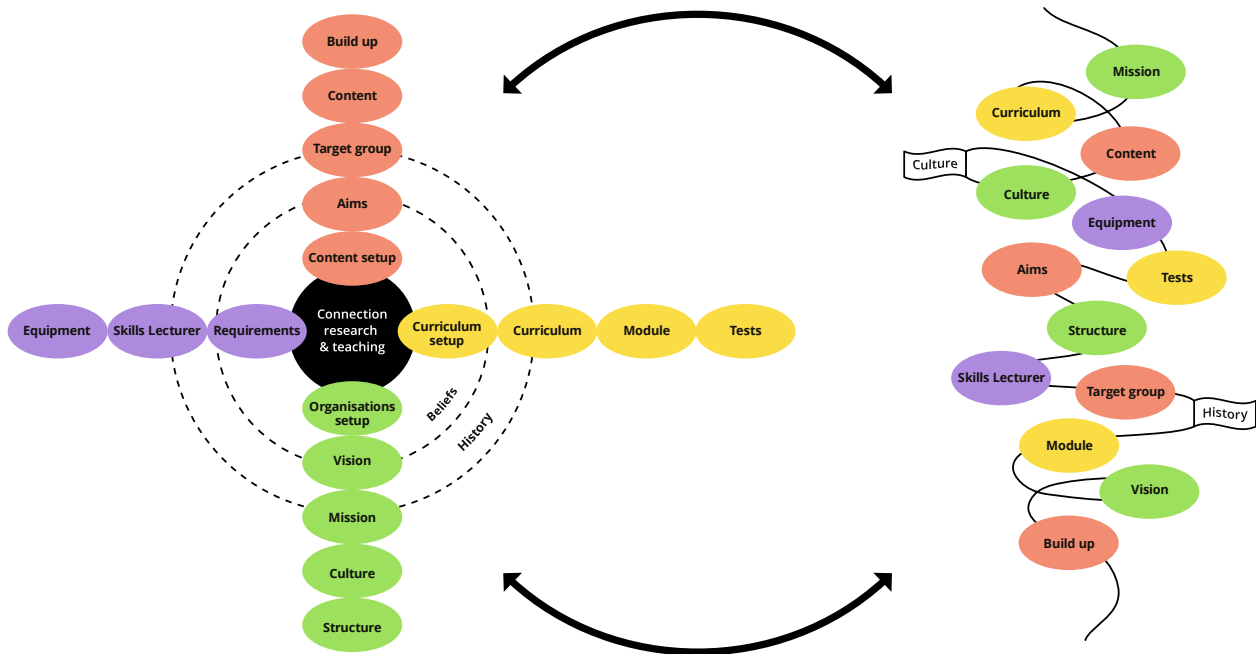 Build up
Content
Target group
Aims
Content setup
Equipment
Skills Lecturer
Requirements
Connection
research
& teaching
Curriculum
setup
Curriculum
Module
Tests
Organisations
setup
Vision
Mission
Culture
Structure
Beliefs
History
Mission
Curriculum
Content
Culture
Culture
Equipment
Aims
Tests
Structure
Skills Lecturer
Target group
History
Module
Vision
Build up